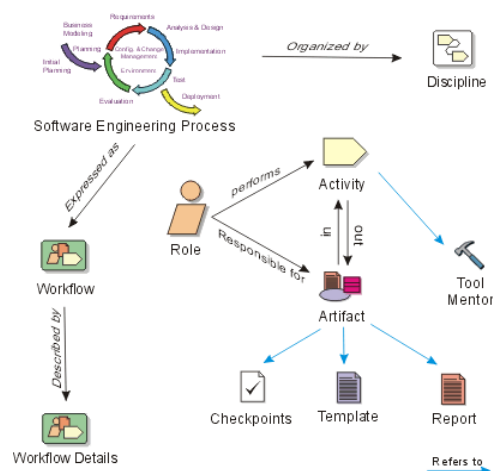 Requirements
Business
Modeling
Analysis & Design
Planning
Config. & Change
Management
Implementation
Initial
Planning
Environment
Test
Evaluation
Deployment
Software Engineering Process
Organized by
Discipline
Expressed as
performs
Activity
Role
Responsible for
in
out
Tool
Mentor
Workflow
Artifact
Described by
Checkpoints
Template
Report
Workflow Details
Refers to